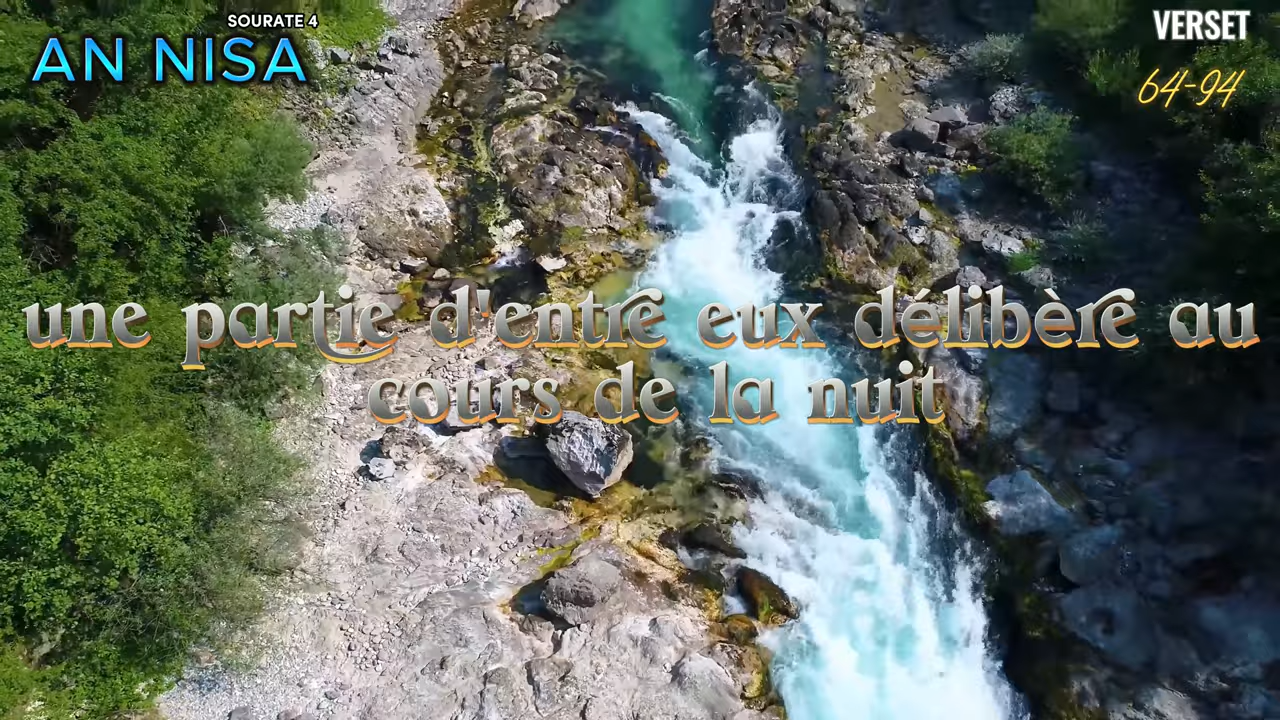 SOURATE 4
AN NISA
VERSET
64-94
une partie d'entre eux délibère au
cours de la nuit